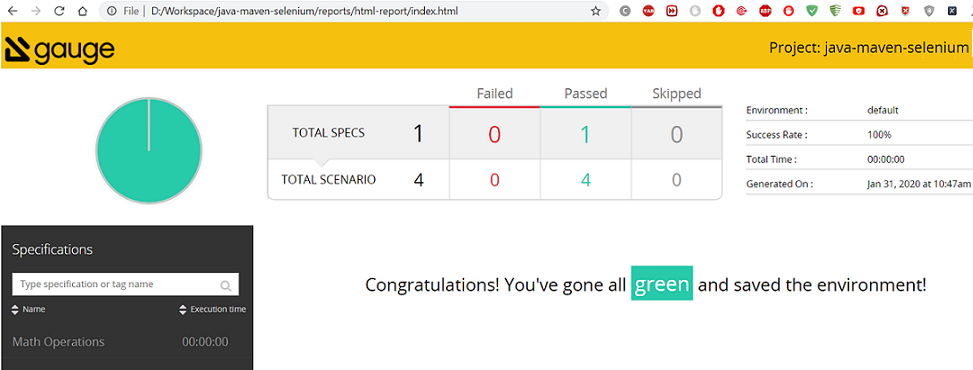 File | D:/Workspace/java-maven-selenium/reports/html-report/index.html
gauge
Project: java-maven-selenium
Failed Passed Skipped
TOTAL SPECS 1 0 1 0
TOTAL SCENARIO 4 0 4 0
Environment : default
Success Rate : 100%
Total Time : 00:00:00
Generated On : Jan 31, 2020 at 10:47am
Specifications
Type specification or tag name
Name Execution time
Math Operations 00:00:00
Congratulations! You've gone all green and saved the environment!